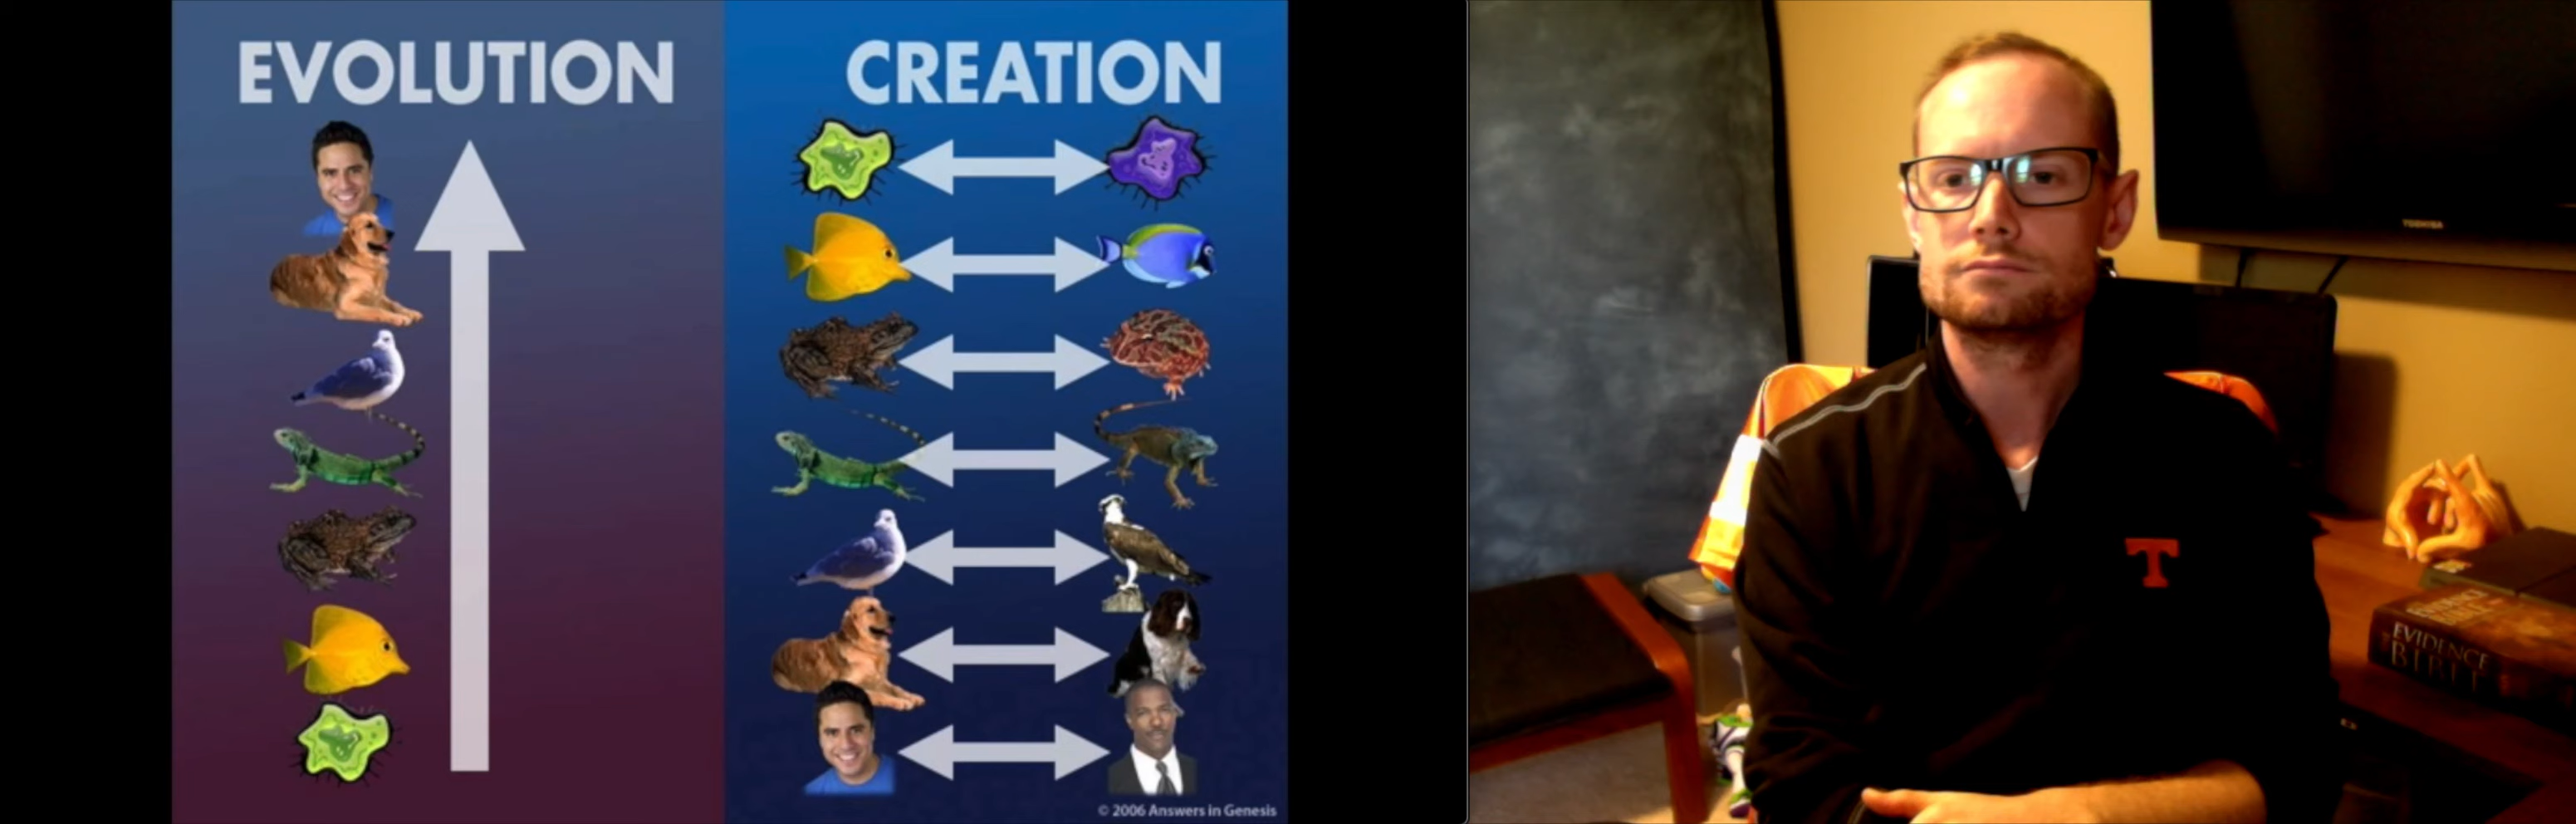 EVOLUTION
CREATION
© 2006 Answers in Genesis
TOSHIBA
T
EVIDENCE
BIBLE